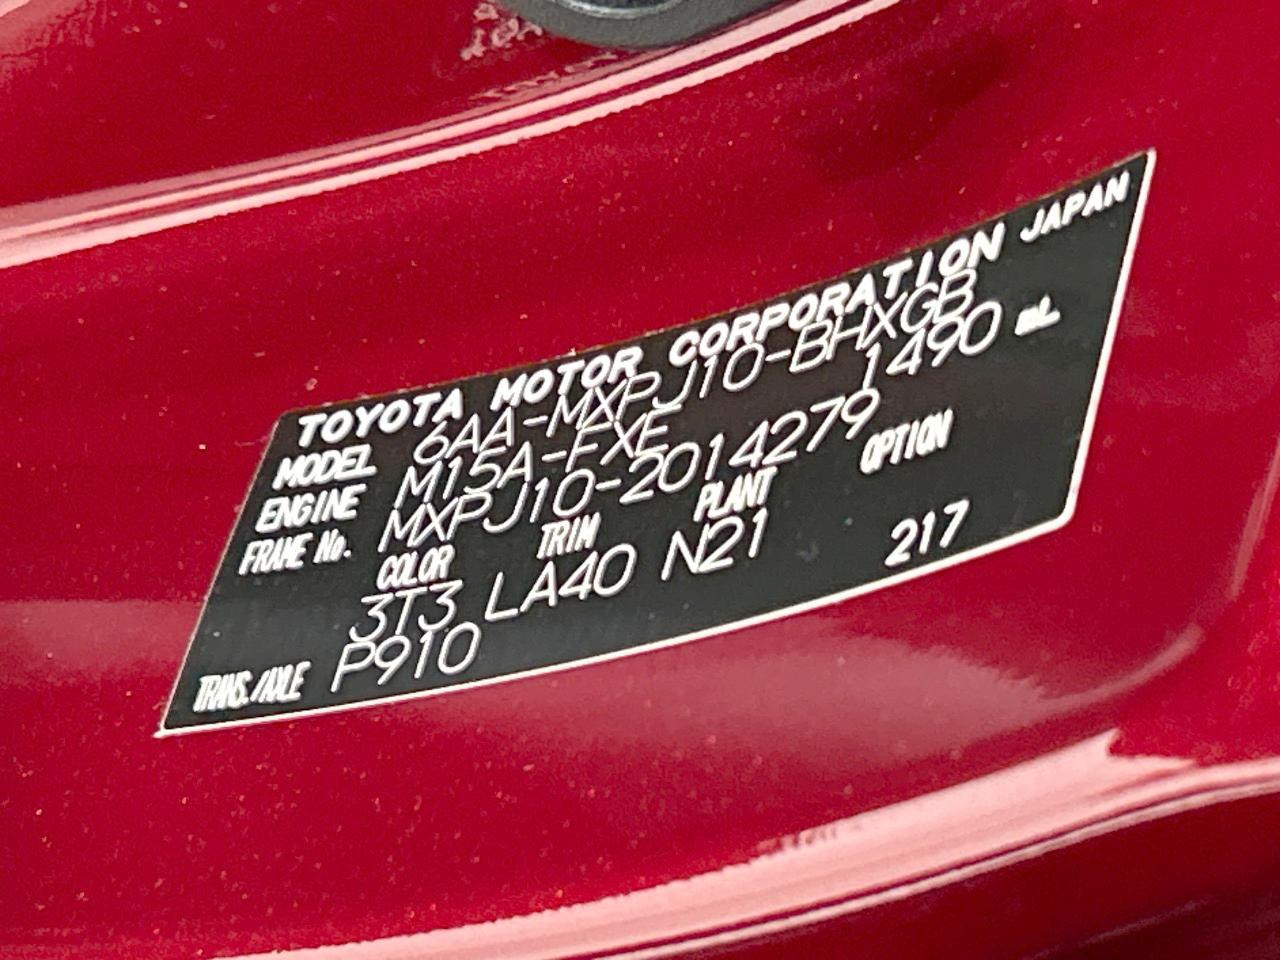 TOYOTA MOTOR CORPORATION JAPAN
MODEL 6AA-MXPJ10-BHXGB
ENGINE M15A-FXE 1490 mL
FRAME No. MXPJ10-2014279
COLOR TRIM PLANT OPTION
3T3 LA40 N21 217
TRANS./AXLE P910